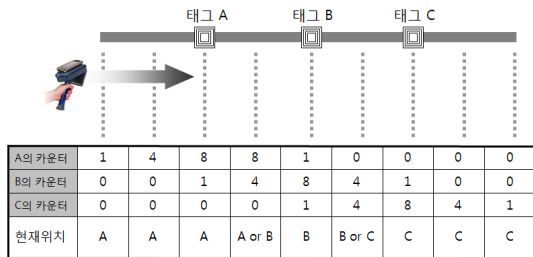 태그 A 태그 B 태그 C
A의 카운터 1 4 8 8 1 0 0 0 0
B의 카운터 0 0 1 4 8 4 1 0 0
C의 카운터 0 0 0 0 1 4 8 4 1
현재위치 A A A A or B B B or C C C C